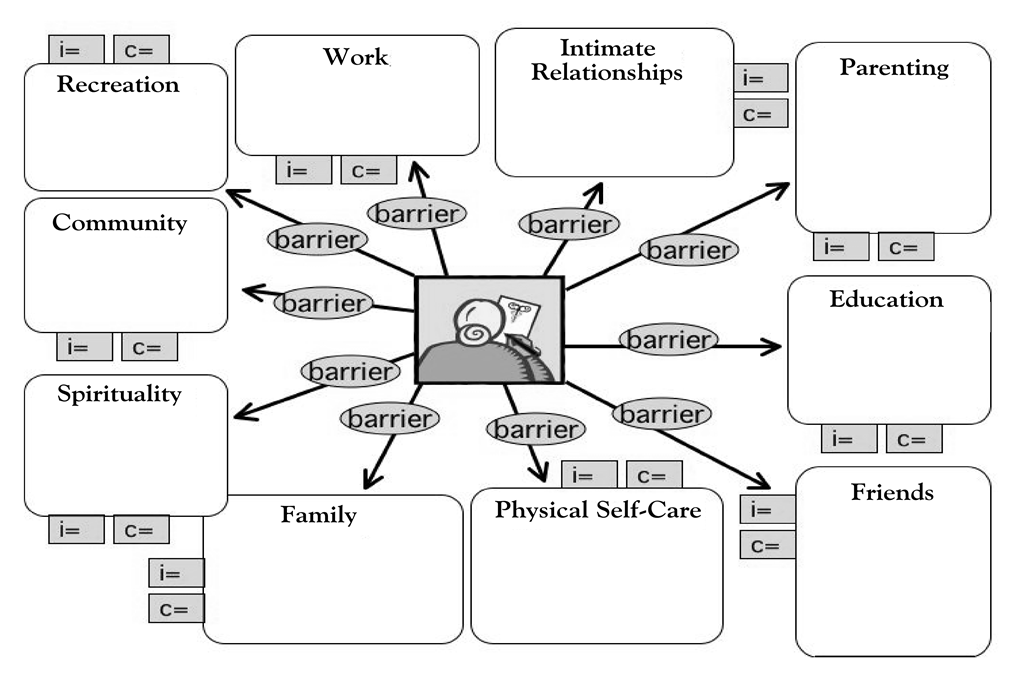 i=
c=
Recreation
Work
i=
c=
Intimate
Relationships
i=
c=
Parenting
i=
c=
barrier
barrier
barrier
barrier
Community
i=
c=
barrier
Education
i=
c=
barrier
Spirituality
i=
c=
barrier
barrier
barrier
barrier
Family
i=
c=
i=
c=
Physical Self-Care
Friends
i=
c=